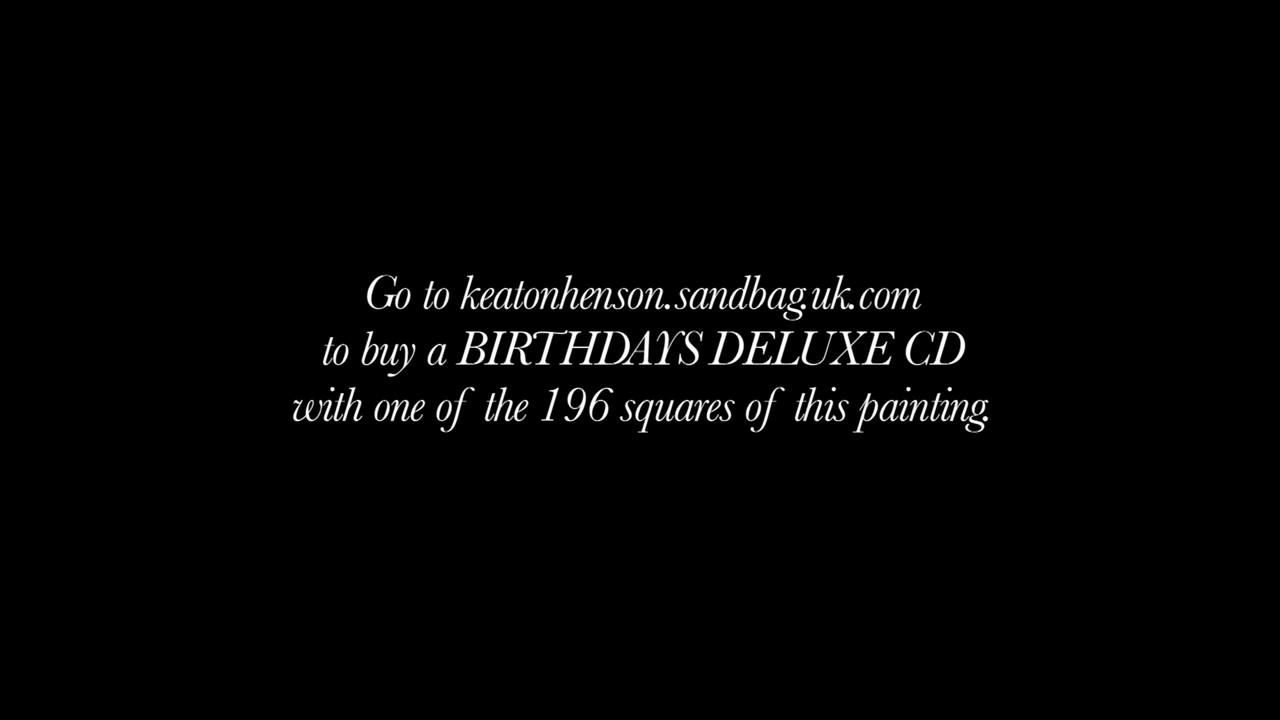 Go to keatonhenson.sandbag.uk.com
to buy a BIRTHDAYS DELUXE CD
with one of the 196 squares of this painting.